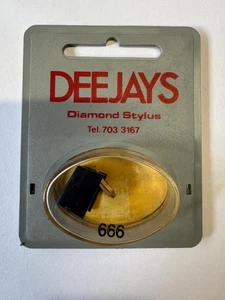 DEEJAYS
Diamond Stylus
Tel. 703 3167
666